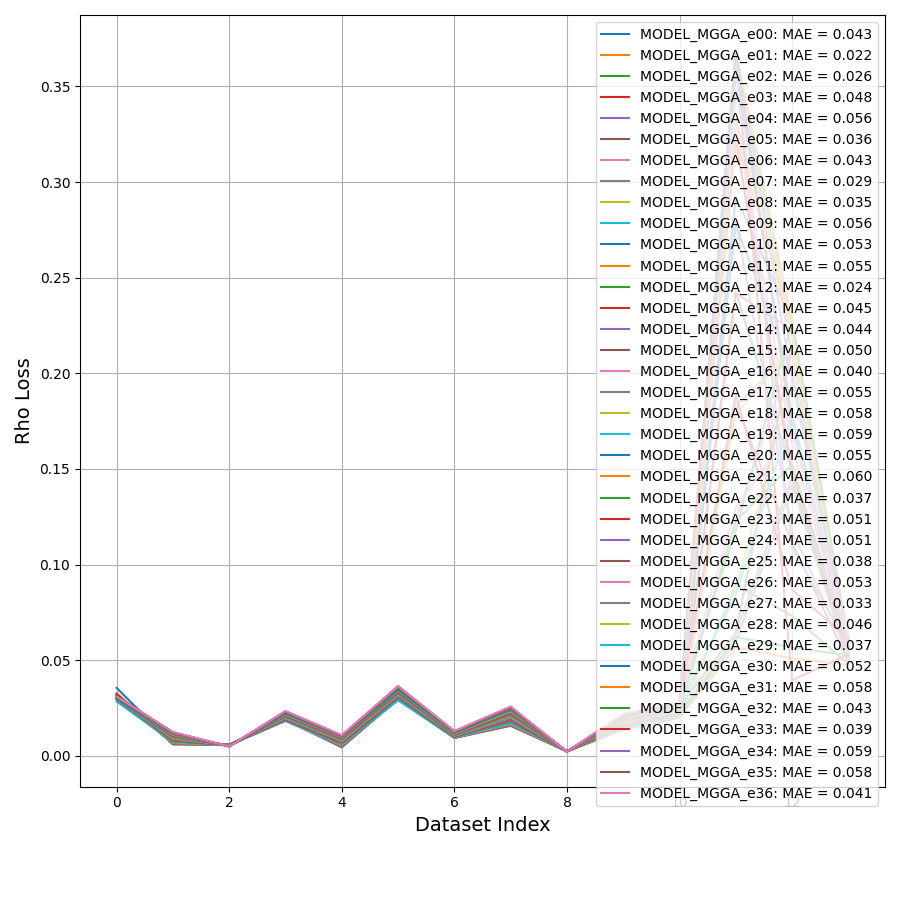 0.35
0.30
0.25
0.20
0.15
0.10
0.05
0.00
Rho Loss
0
2
4
6
8
10
12
Dataset Index
MODEL_MGGA_e00: MAE = 0.043
MODEL_MGGA_e01: MAE = 0.022
MODEL_MGGA_e02: MAE = 0.026
MODEL_MGGA_e03: MAE = 0.048
MODEL_MGGA_e04: MAE = 0.056
MODEL_MGGA_e05: MAE = 0.036
MODEL_MGGA_e06: MAE = 0.043
MODEL_MGGA_e07: MAE = 0.029
MODEL_MGGA_e08: MAE = 0.035
MODEL_MGGA_e09: MAE = 0.056
MODEL_MGGA_e10: MAE = 0.053
MODEL_MGGA_e11: MAE = 0.055
MODEL_MGGA_e12: MAE = 0.024
MODEL_MGGA_e13: MAE = 0.045
MODEL_MGGA_e14: MAE = 0.044
MODEL_MGGA_e15: MAE = 0.050
MODEL_MGGA_e16: MAE = 0.040
MODEL_MGGA_e17: MAE = 0.055
MODEL_MGGA_e18: MAE = 0.058
MODEL_MGGA_e19: MAE = 0.059
MODEL_MGGA_e20: MAE = 0.055
MODEL_MGGA_e21: MAE = 0.060
MODEL_MGGA_e22: MAE = 0.037
MODEL_MGGA_e23: MAE = 0.051
MODEL_MGGA_e24: MAE = 0.051
MODEL_MGGA_e25: MAE = 0.038
MODEL_MGGA_e26: MAE = 0.053
MODEL_MGGA_e27: MAE = 0.033
MODEL_MGGA_e28: MAE = 0.046
MODEL_MGGA_e29: MAE = 0.037
MODEL_MGGA_e30: MAE = 0.052
MODEL_MGGA_e31: MAE = 0.058
MODEL_MGGA_e32: MAE = 0.043
MODEL_MGGA_e33: MAE = 0.039
MODEL_MGGA_e34: MAE = 0.059
MODEL_MGGA_e35: MAE = 0.058
MODEL_MGGA_e36: MAE = 0.041